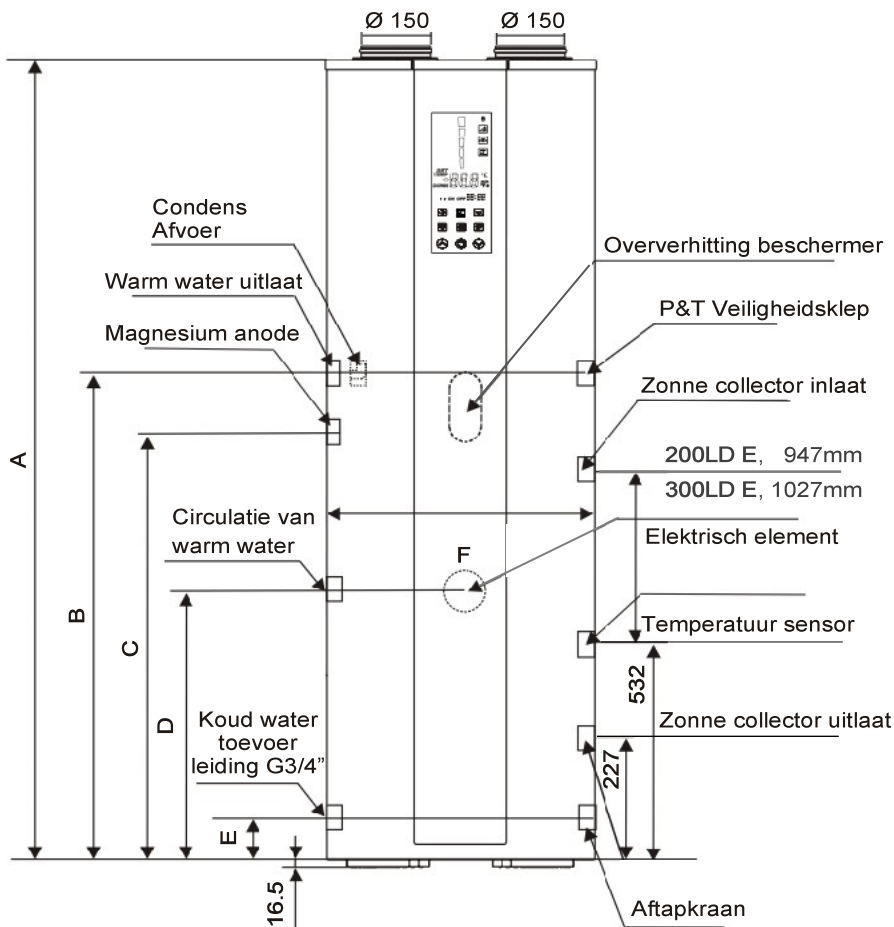 Ø 150
Ø 150
Condens
Afvoer
Oververhitting beschermer
Warm water uitlaat
P&T Veiligheidsklep
Magnesium anode
Zonne collector inlaat
A
200LD E, 947mm
300LD E, 1027mm
Circulatie van
warm water
Elektrisch element
F
B
C
Temperatuur sensor
D
532
Koud water
toevoer
leiding G3/4”
Zonne collector uitlaat
227
E
16.5
Aftapkraan